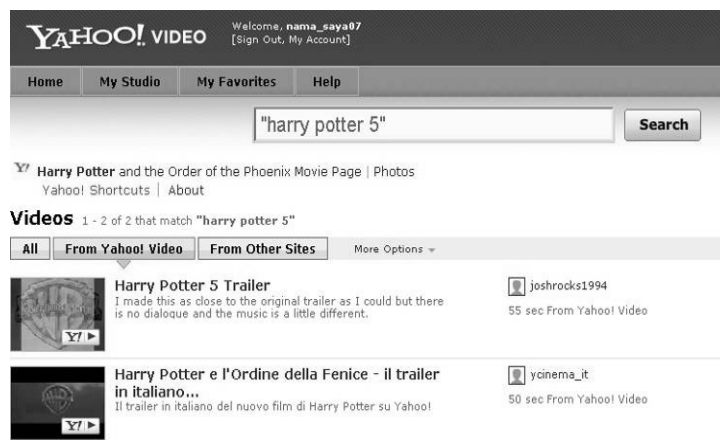 YAHOO! VIDEO
Welcome, nama_saya07
[Sign Out, My Account]
Home My Studio My Favorites Help
"harry potter 5" Search
Y! Harry Potter and the Order of the Phoenix Movie Page | Photos
Yahoo! Shortcuts | About
Videos 1 - 2 of 2 that match "harry potter 5"
All From Yahoo! Video From Other Sites More Options
Harry Potter 5 Trailer
I made this as close to the original trailer as I could but there
is no dialogue and the music is a little different.
joshrocks1994
55 sec From Yahoo! Video
Y!
Harry Potter e l'Ordine della Fenice - il trailer
in italiano...
Il trailer in italiano del nuovo film di Harry Potter su Yahoo!
ycinema_it
50 sec From Yahoo! Video
Y!